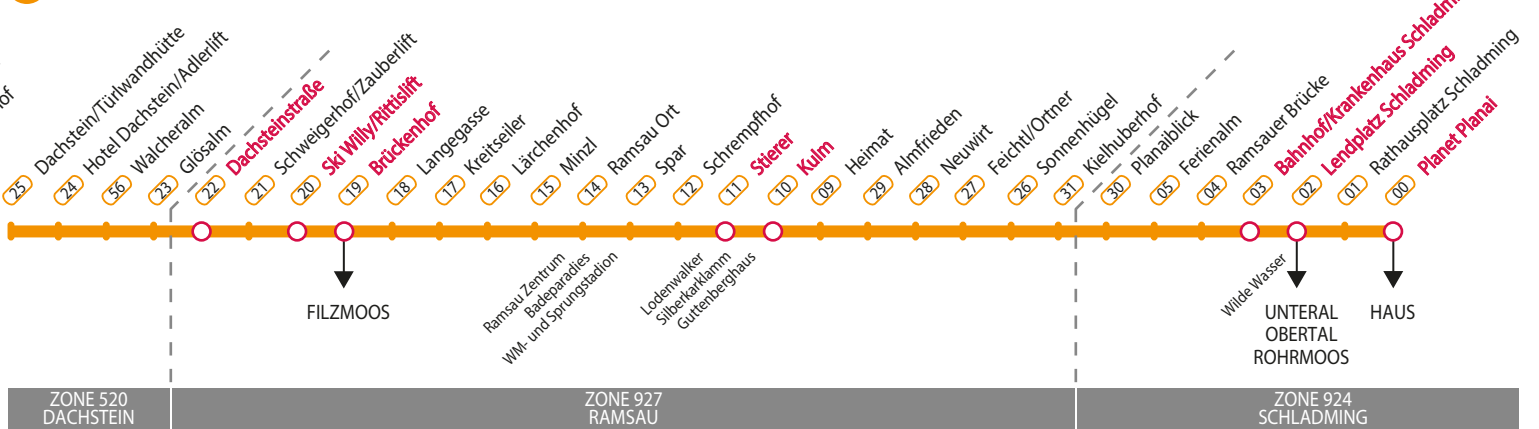 of
25 Dachstein/Türlwandhütte
24 Hotel Dachstein/Adlerlift
56 Walcheralm
23 Glösalm
22 Dachsteinstraße
21 Schweigerhof/Zauberlift
20 Ski Willy/Rittislift
19 Brückenhof
18 Langegasse
17 Kreitseiler
16 Lärchenhof
15 Minzl
14 Ramsau Ort
13 Spar
12 Schrempfhof
11 Stierer
10 Kulm
09 Heimat
29 Almfrieden
28 Neuwirt
27 Feichtl/Ortner
26 Sonnenhügel
31 Kielhuberhof
30 Planaiblick
05 Ferienalm
04 Ramsauer Brücke
03 Bahnhof/Krankenhaus Schladm
02 Lendplatz Schladming
01 Rathausplatz Schladming
00 Planet Planai
FILZMOOS
Ramsau Zentrum
Badeparadies
WM- und Sprungstadion
Lodenwalker
Silberkarklamm
Guttenberghaus
Wilde Wasser
UNTERAL
OBERTAL
ROHRMOOS
HAUS
ZONE 520
DACHSTEIN
ZONE 927
RAMSAU
ZONE 924
SCHLADMING